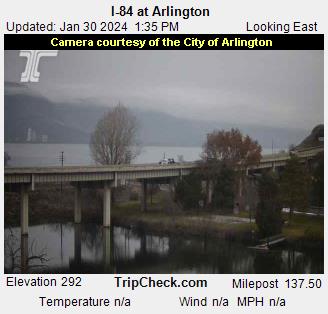 I-84 at Arlington
Updated: Jan 30 2024 1:35 PM Looking East
Camera courtesy of the City of Arlington
Elevation 292 TripCheck.com Milepost 137.50
Temperature n/a Wind n/a MPH n/a